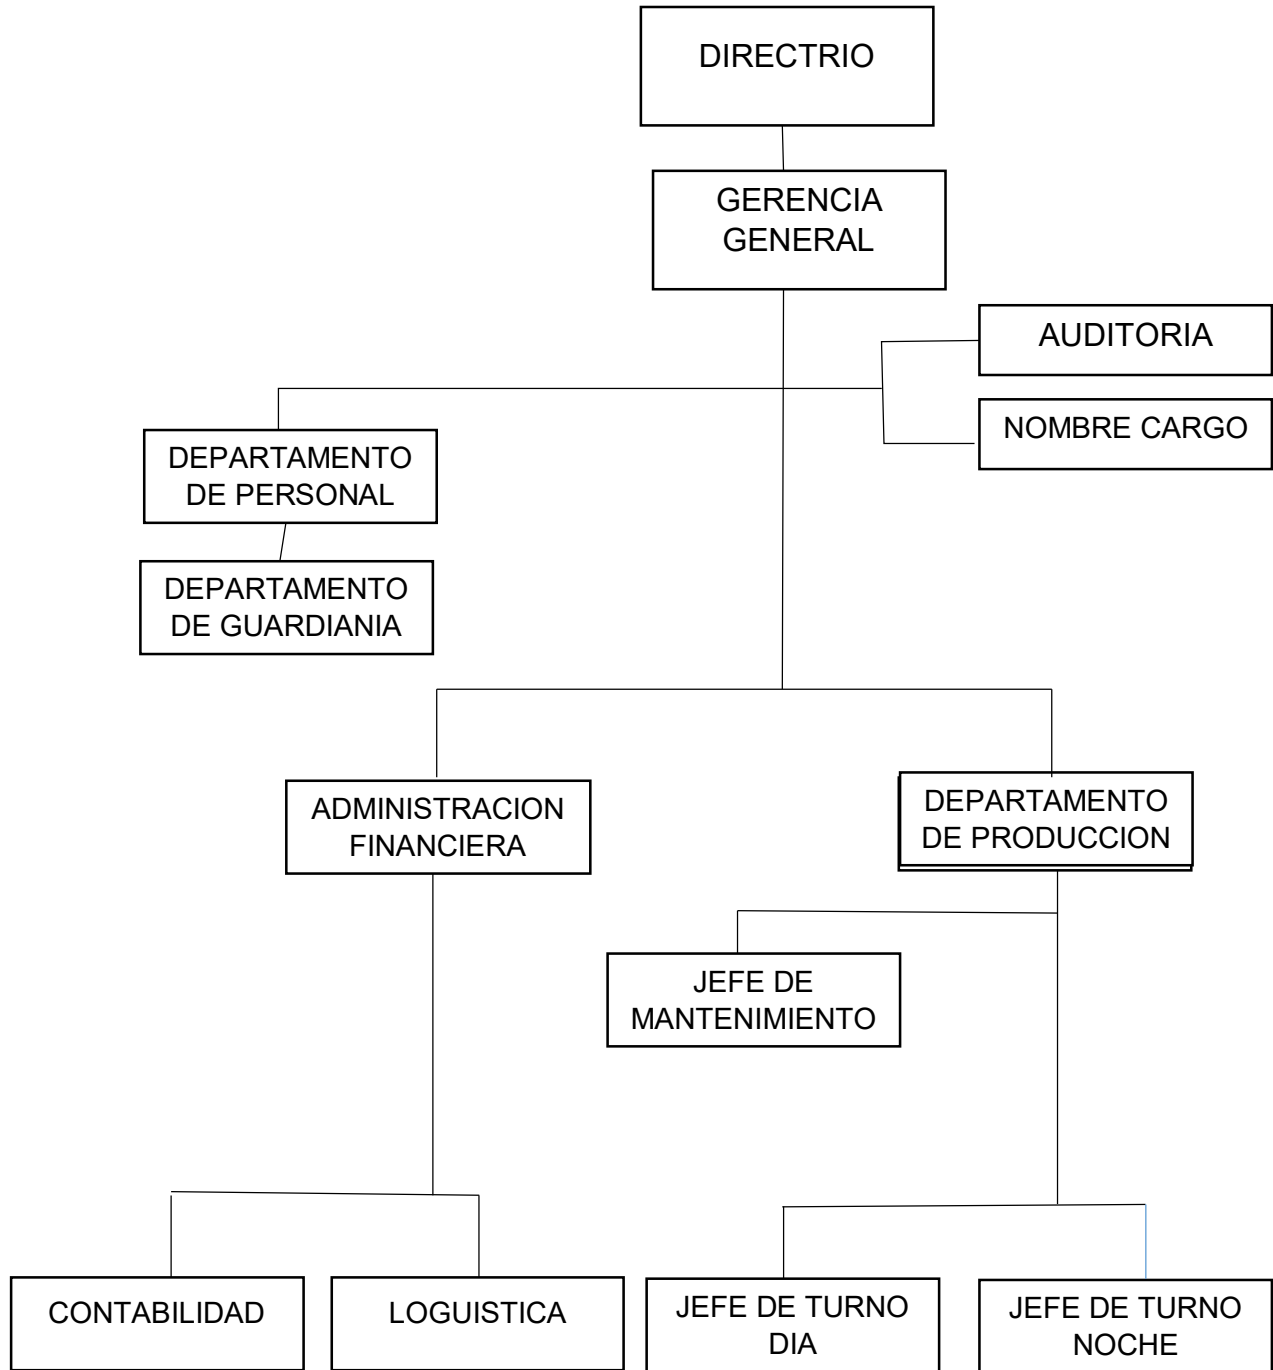 DIRECTRIO
GERENCIA
GENERAL
AUDITORIA
NOMBRE CARGO
DEPARTAMENTO
DE PERSONAL
DEPARTAMENTO
DE GUARDIANIA
ADMINISTRACION
FINANCIERA
DEPARTAMENTO
DE PRODUCCION
JEFE DE
MANTENIMIENTO
CONTABILIDAD
LOGUISTICA
JEFE DE TURNO
DIA
JEFE DE TURNO
NOCHE